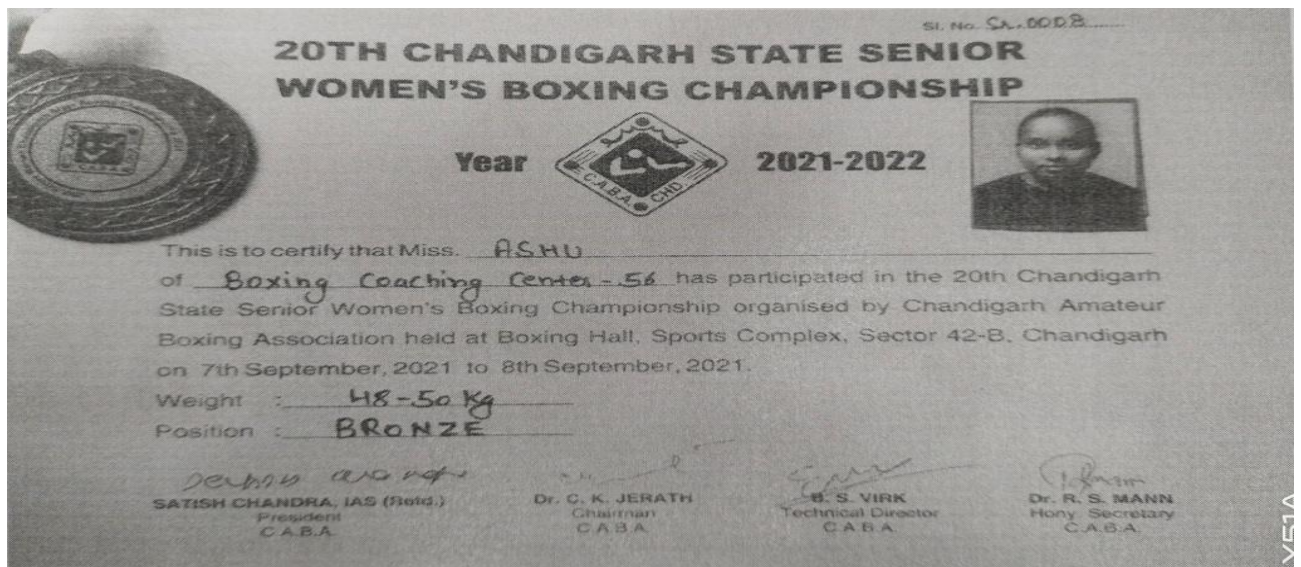 Sl. No. Sr. 0008
20TH CHANDIGARH STATE SENIOR
WOMEN'S BOXING CHAMPIONSHIP
Year C.A.B.A. CHD. 2021-2022
This is to certify that Miss. ASHU
of Boxing Coaching Center - 56 has participated in the 20th Chandigarh
State Senior Women's Boxing Championship organised by Chandigarh Amateur
Boxing Association held at Boxing Hall, Sports Complex, Sector 42-B, Chandigarh
on 7th September, 2021 to 8th September, 2021.
Weight : 48-50 Kg
Position : BRONZE
SATISH CHANDRA, IAS (Retd.) Dr. C. K. JERATH B. S. VIRK Dr. R. S. MANN
President Chairman Technical Director Hony. Secretary
C.A.B.A. C.A.B.A. C.A.B.A. C.A.B.A.
Y51A